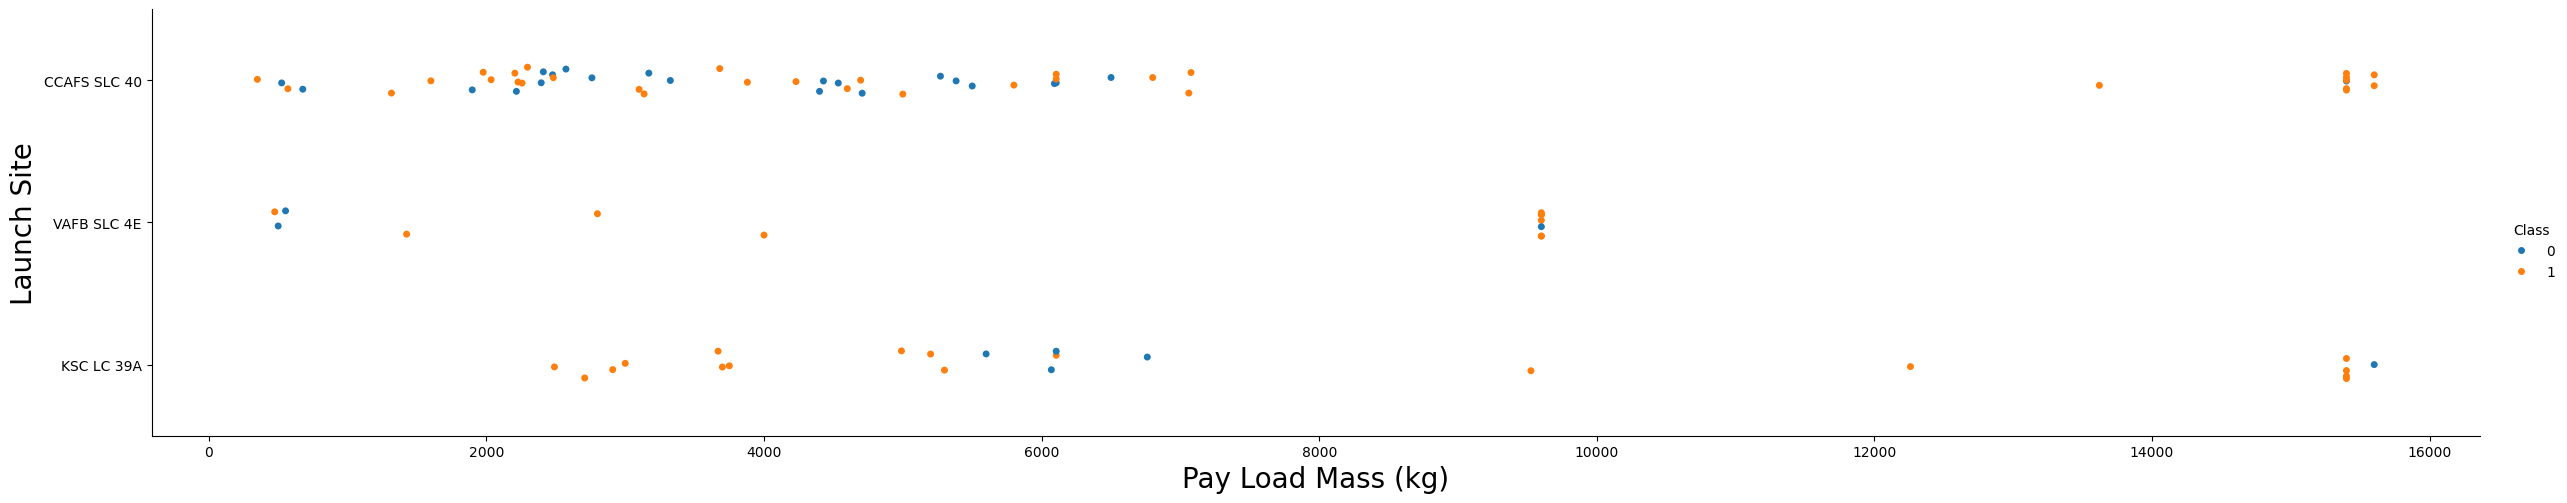 Launch Site
CCAFS SLC 40
VAFB SLC 4E
KSC LC 39A
0 2000 4000 6000 8000 10000 12000 14000 16000
Pay Load Mass (kg)
Class
0
1